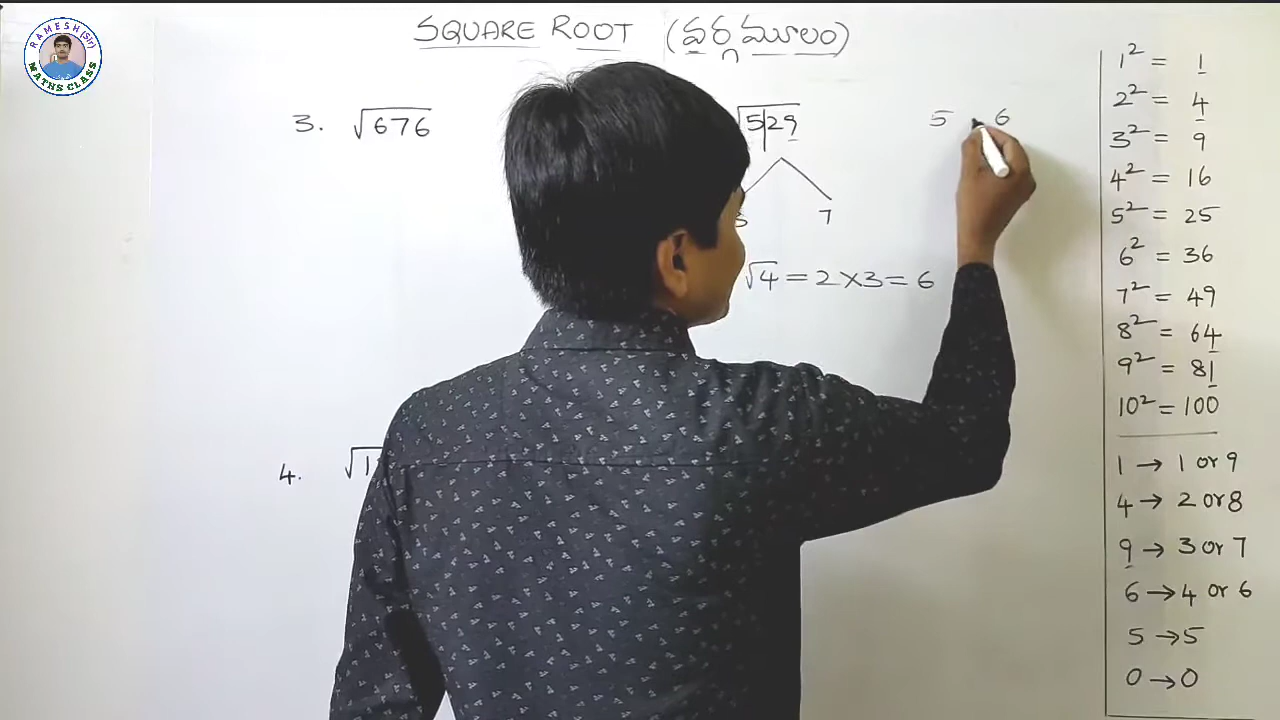 RAMESH (Sir)
MATHS CLASS
SQUARE ROOT (వర్గమూలం)
3. √676
√5|29
7
√4 = 2 × 3 = 6
5 6
4. √1
1² = 1
2² = 4
3² = 9
4² = 16
5² = 25
6² = 36
7² = 49
8² = 64
9² = 81
10² = 100
1 → 1 or 9
4 → 2 or 8
9 → 3 or 7
6 → 4 or 6
5 → 5
0 → 0